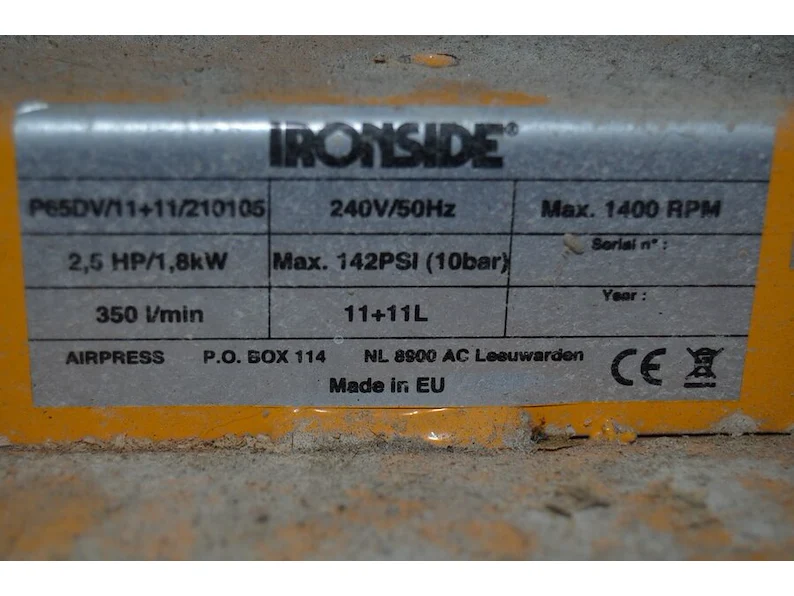 IRONSIDE®
P65DV/11+11/210105 240V/50Hz Max. 1400 RPM
2,5 HP/1,8kW Max. 142PSI (10bar) Serial n° :
350 l/min 11+11L Year :
AIRPRESS P.O. BOX 114 NL 8900 AC Leeuwarden
Made in EU CE